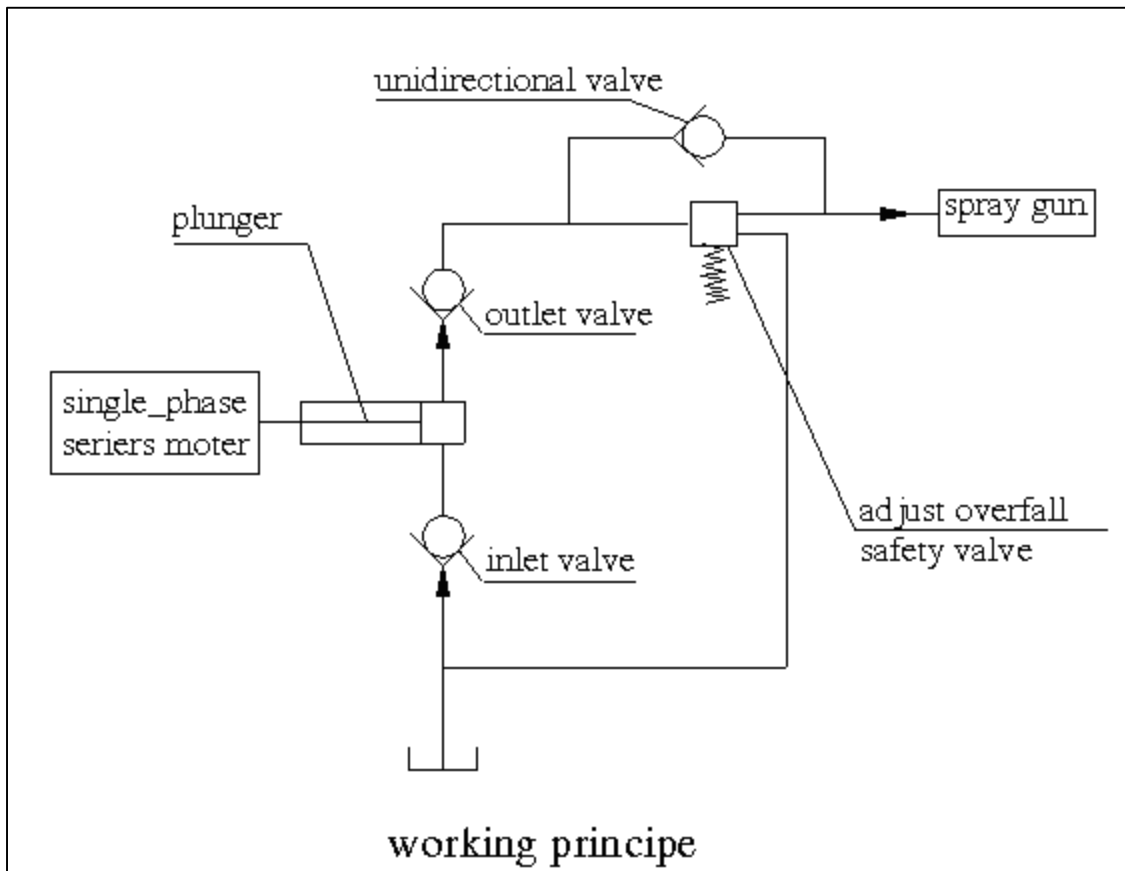 unidirectional valve
plunger
spray gun
outlet valve
single_phase
seriers moter
adjust overfall
safety valve
inlet valve
working principe